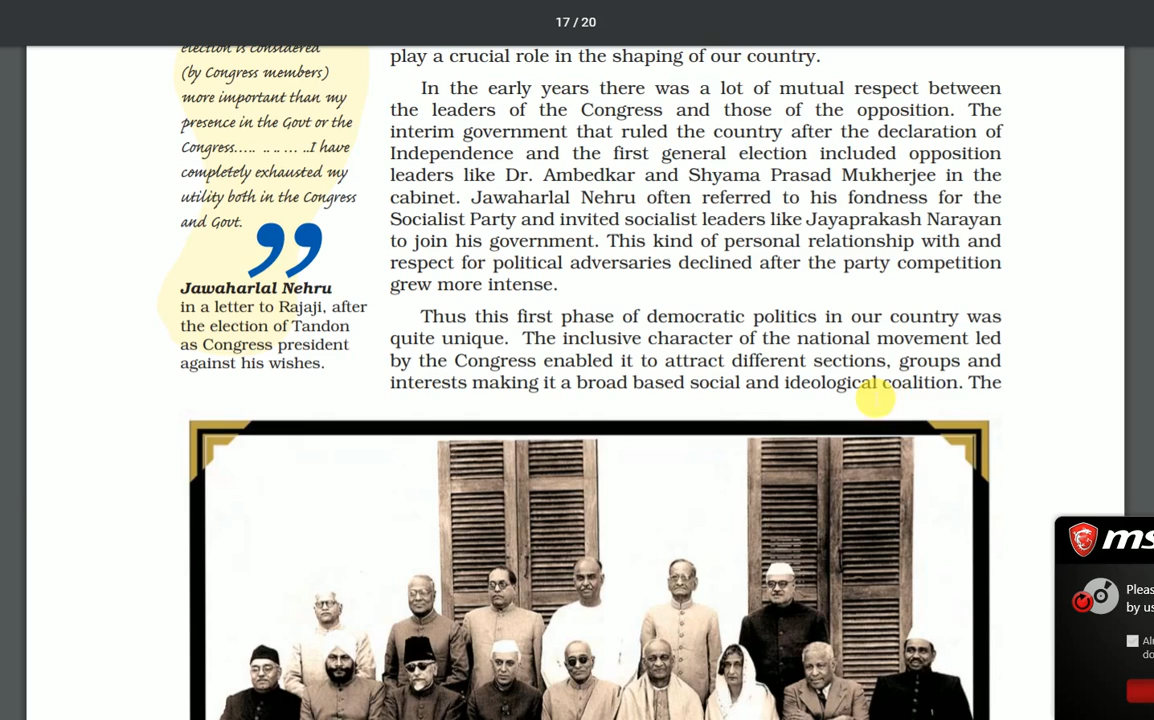 17 / 20
election is considered
(by Congress members)
more important than my
presence in the Govt or the
Congress..... .. .. ... ..I have
completely exhausted my
utility both in the Congress
and Govt.
”
Jawaharlal Nehru
in a letter to Rajaji, after
the election of Tandon
as Congress president
against his wishes.
play a crucial role in the shaping of our country.
In the early years there was a lot of mutual respect between
the leaders of the Congress and those of the opposition. The
interim government that ruled the country after the declaration of
Independence and the first general election included opposition
leaders like Dr. Ambedkar and Shyama Prasad Mukherjee in the
cabinet. Jawaharlal Nehru often referred to his fondness for the
Socialist Party and invited socialist leaders like Jayaprakash Narayan
to join his government. This kind of personal relationship with and
respect for political adversaries declined after the party competition
grew more intense.
Thus this first phase of democratic politics in our country was
quite unique. The inclusive character of the national movement led
by the Congress enabled it to attract different sections, groups and
interests making it a broad based social and ideological coalition. The
ms
Pleas
by us
Al
do